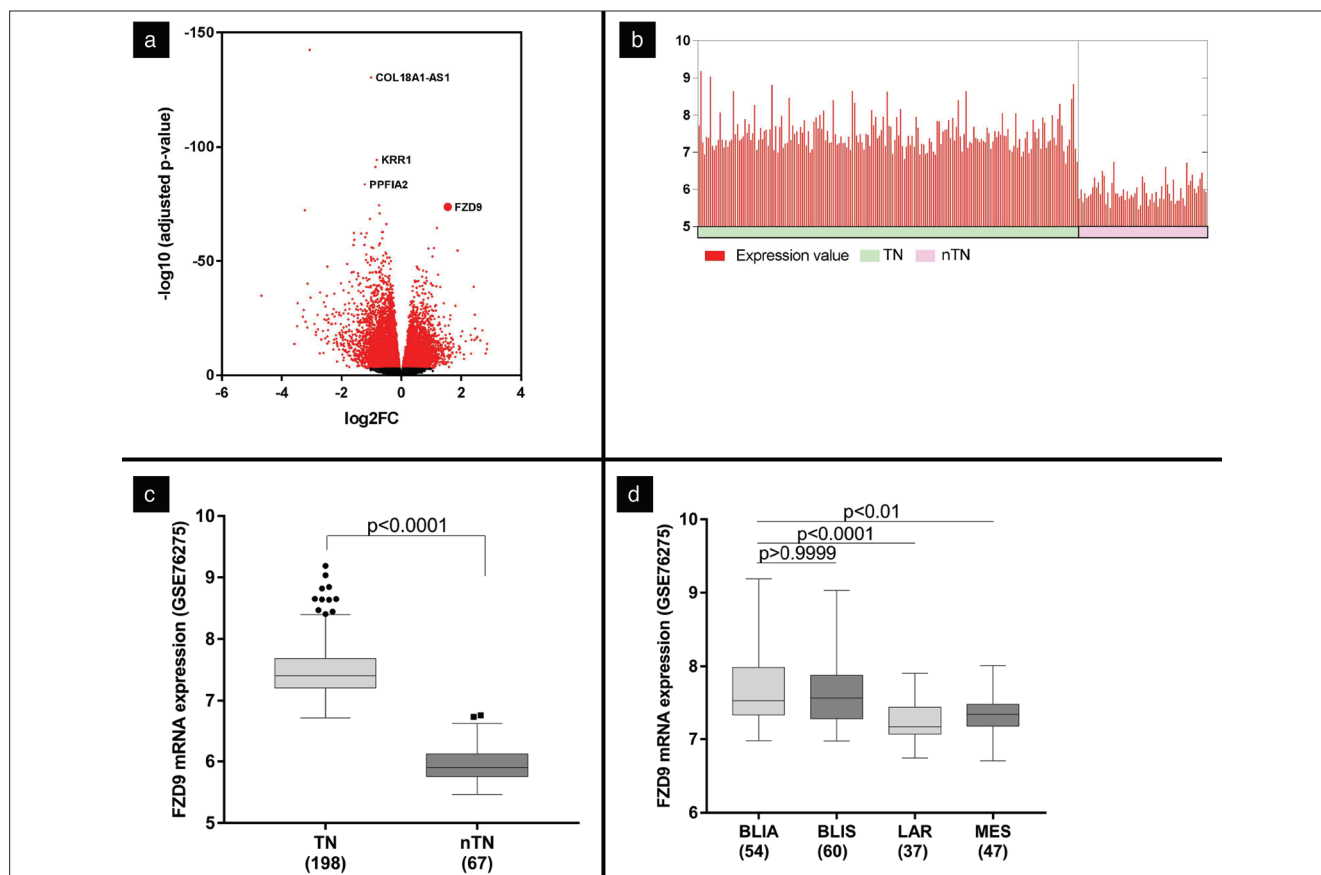 a
-150
-100
-50
0
-log10 (adjusted p-value)
COL18A1-AS1
KRR1
PPFIA2
FZD9
-6 -4 -2 0 2 4
log2FC
b
10
9
8
7
6
5
Expression value TN nTN
c
FZD9 mRNA expression (GSE76275)
10
9
8
7
6
5
p<0.0001
TN nTN
(198) (67)
d
FZD9 mRNA expression (GSE76275)
10
9
8
7
6
p<0.01
p<0.0001
p>0.9999
BLIA BLIS LAR MES
(54) (60) (37) (47)